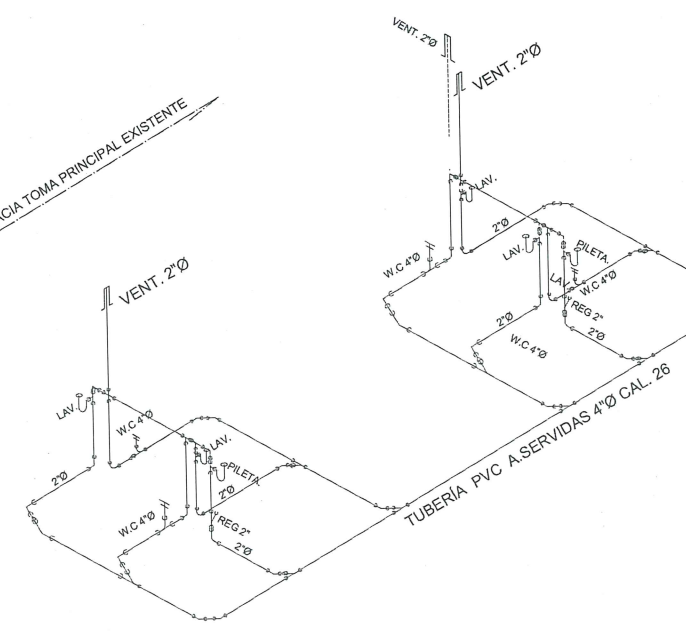 VENT. 2"Ø
VENT. 2"Ø
ACIA TOMA PRINCIPAL EXISTENTE
LAV.
2"Ø
W.C 4"Ø
LAV.
PILETA.
LAV.
W.C 4"Ø
REG 2"
2"Ø
2"Ø
W.C 4"Ø
VENT. 2"Ø
TUBERÍA PVC A.SERVIDAS 4"Ø CAL. 26
LAV.
W.C 4"Ø
LAV.
PILETA.
2"Ø
2"Ø
W.C 4"Ø
REG 2"
2"Ø